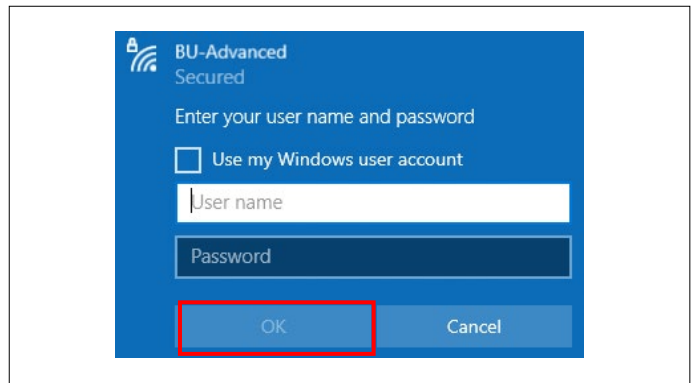 BU-Advanced
Secured
Enter your user name and password
Use my Windows user account
User name
Password
OK Cancel